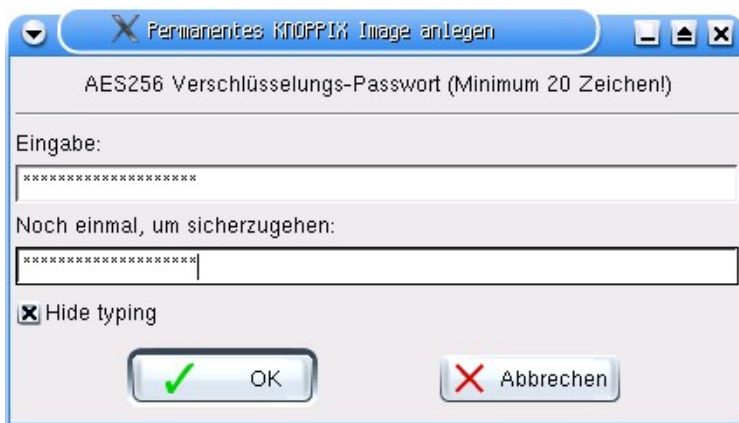 Permanentes KNOPPIX Image anlegen
AES256 Verschlüsselungs-Passwort (Minimum 20 Zeichen!)
Eingabe:
********************
Noch einmal, um sicherzugehen:
********************
Hide typing
OK
Abbrechen